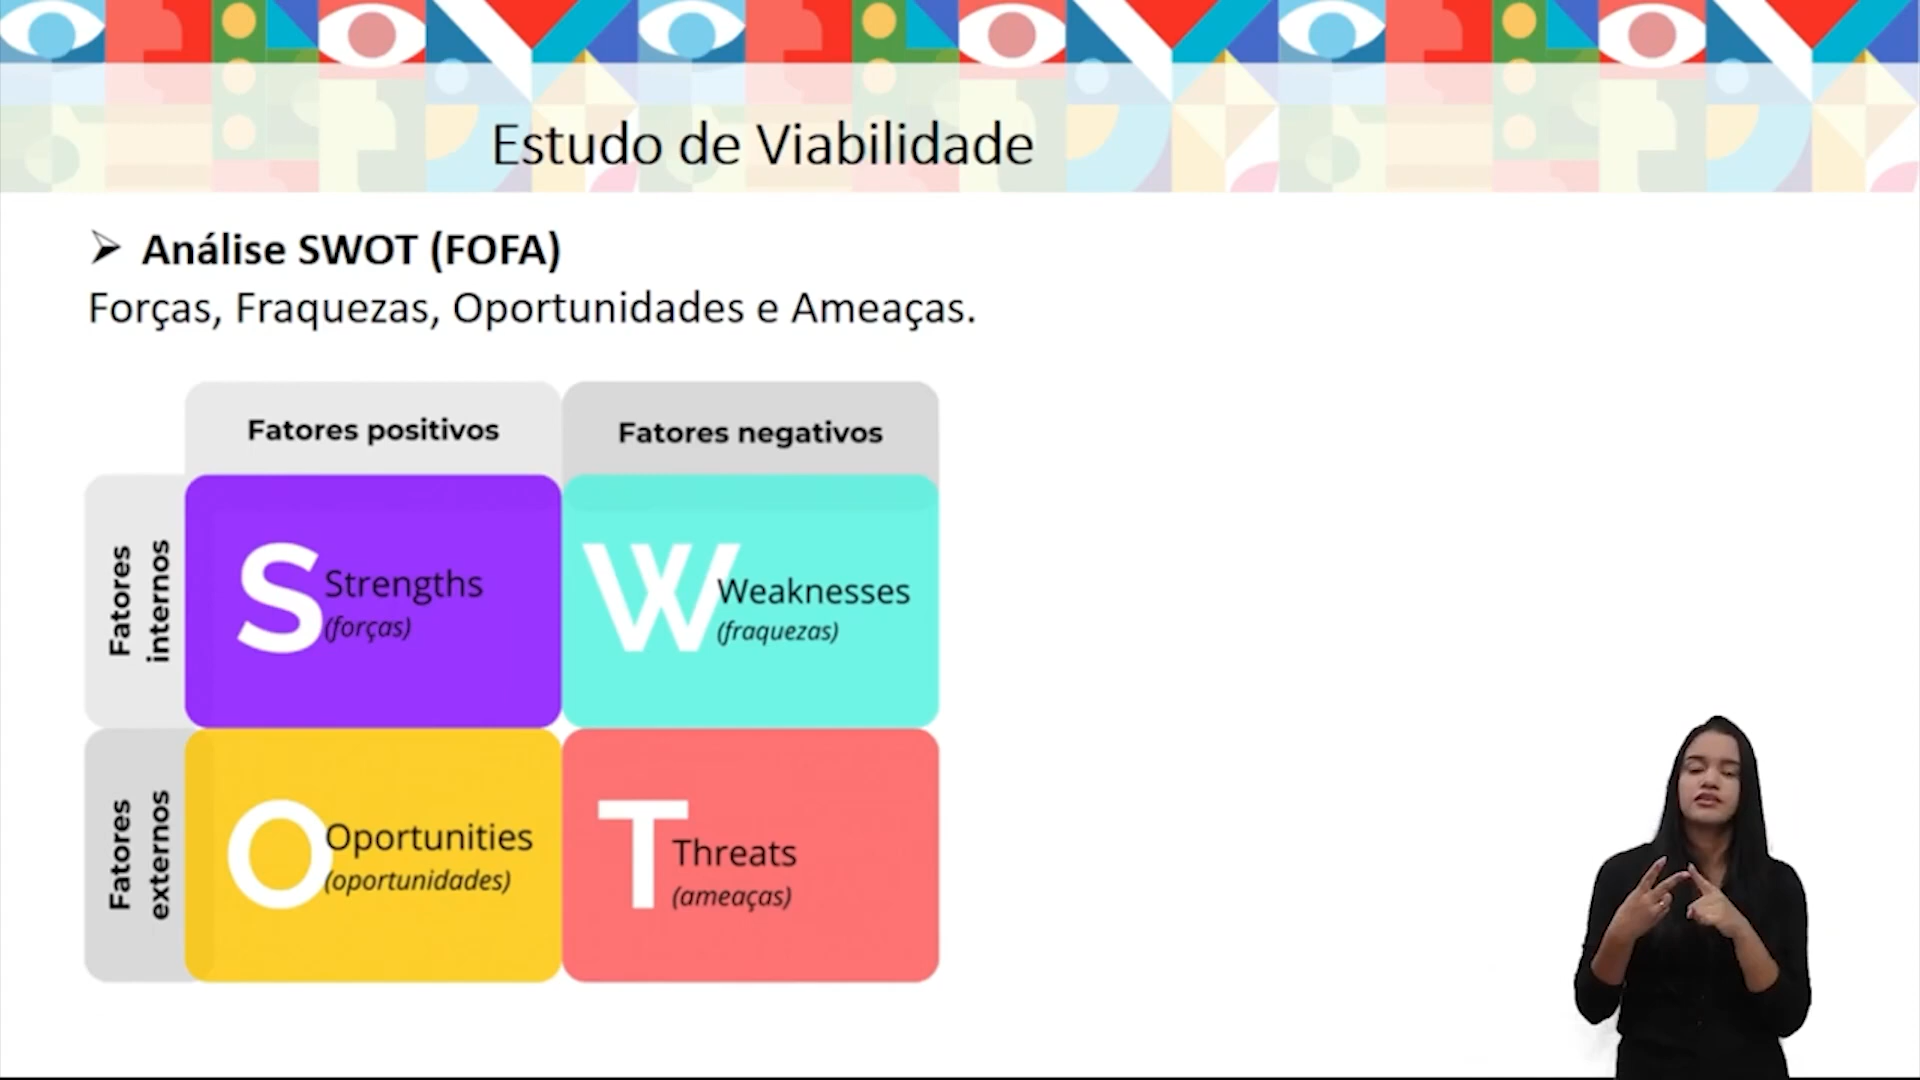 Estudo de Viabilidade
Análise SWOT (FOFA)
Forças, Fraquezas, Oportunidades e Ameaças.
Fatores positivos
Fatores negativos
Fatores
internos
S
Strengths
(forças)
W
Weaknesses
(fraquezas)
Fatores
externos
O
Oportunities
(oportunidades)
T
Threats
(ameaças)